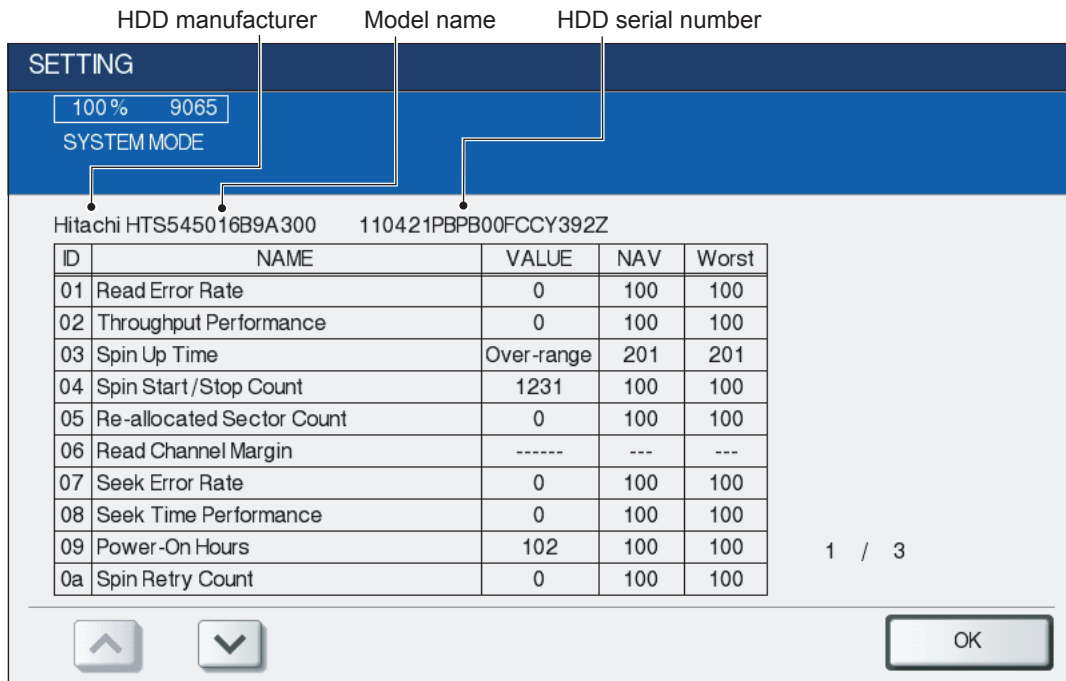 HDD manufacturer Model name HDD serial number
SETTING
100% 9065
SYSTEM MODE
Hitachi HTS545016B9A300 110421PBPB00FCCY392Z
ID NAME VALUE NAV Worst
01 Read Error Rate 0 100 100
02 Throughput Performance 0 100 100
03 Spin Up Time Over-range 201 201
04 Spin Start/Stop Count 1231 100 100
05 Re-allocated Sector Count 0 100 100
06 Read Channel Margin ------ --- ---
07 Seek Error Rate 0 100 100
08 Seek Time Performance 0 100 100
09 Power-On Hours 102 100 100
0a Spin Retry Count 0 100 100
1 / 3
OK